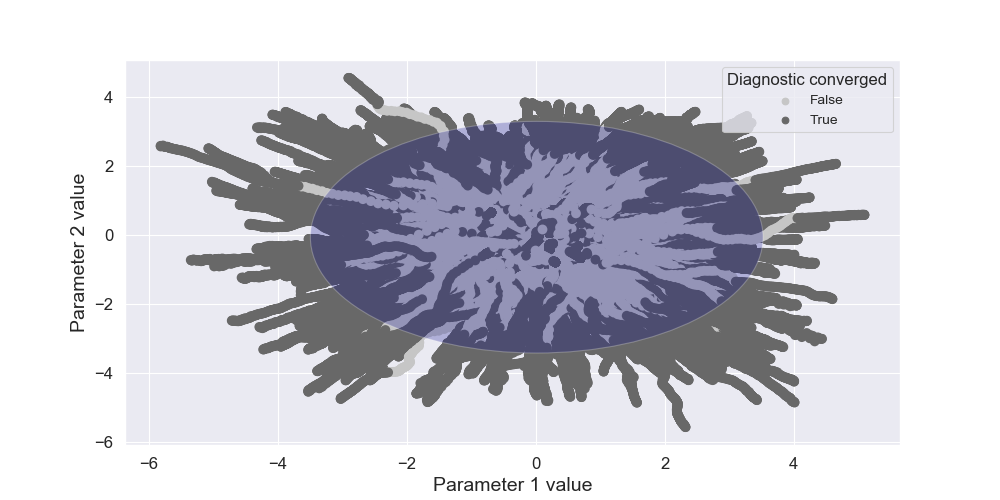 Diagnostic converged
False
True
4
2
0
−2
−4
−6
Parameter 2 value
−6
−4
−2
0
2
4
Parameter 1 value